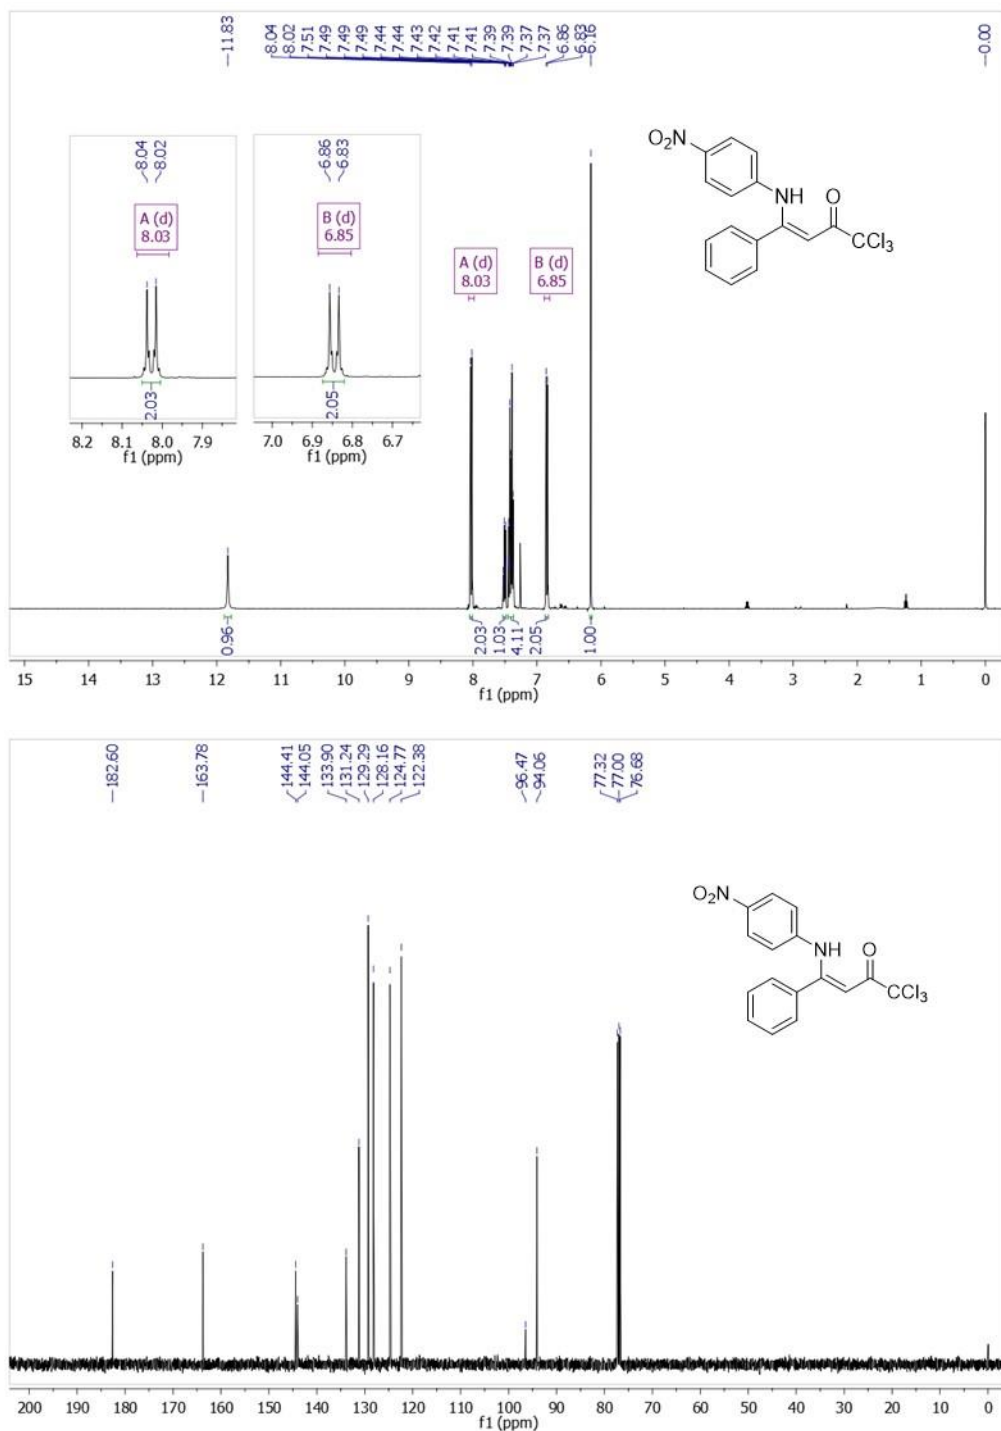 11.83
8.04
8.02
7.51
7.49
7.49
7.49
7.44
7.44
7.43
7.42
7.41
7.41
7.39
7.39
7.37
7.37
6.86
6.83
6.16
0.00
8.04
8.02
A (d)
8.03
2.03
8.2 8.1 8.0 7.9
f1 (ppm)
6.86
6.83
B (d)
6.85
2.05
7.0 6.9 6.8 6.7
f1 (ppm)
O₂N
NH
O
CCl₃
A (d)
8.03
B (d)
6.85
0.96
2.03
1.03
4.11
2.05
1.00
15 14 13 12 11 10 9 8 7 6 5 4 3 2 1 0
f1 (ppm)
182.60
163.78
144.41
144.05
133.90
131.24
129.29
128.16
124.77
122.38
96.47
94.06
77.32
77.00
76.68
O₂N
NH
O
CCl₃
200 190 180 170 160 150 140 130 120 110 100 90 80 70 60 50 40 30 20 10 0
f1 (ppm)